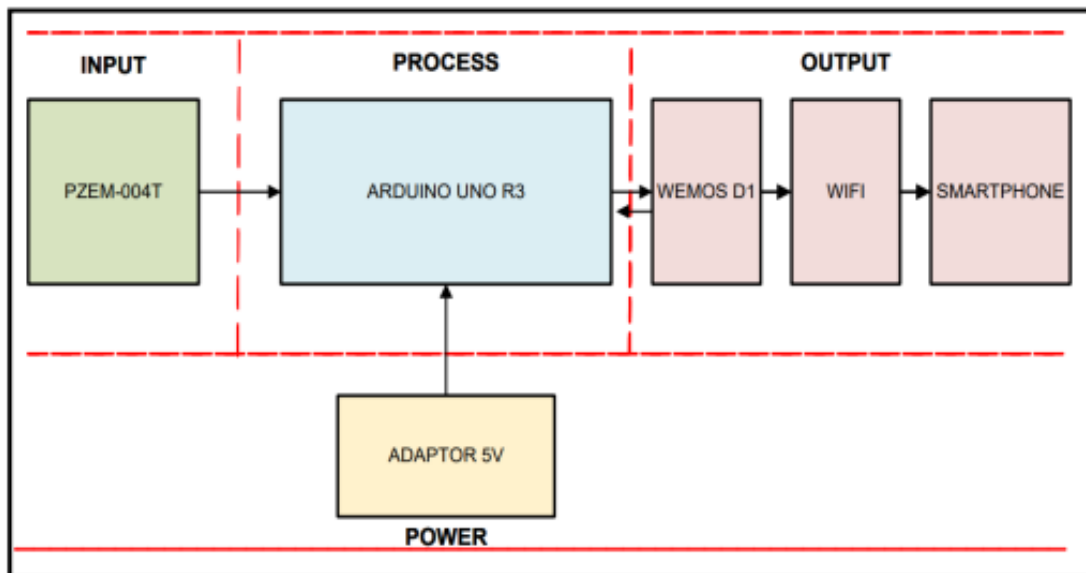 INPUT
PROCESS
OUTPUT
PZEM-004T
ARDUINO UNO R3
WEMOS D1
WIFI
SMARTPHONE
ADAPTOR 5V
POWER